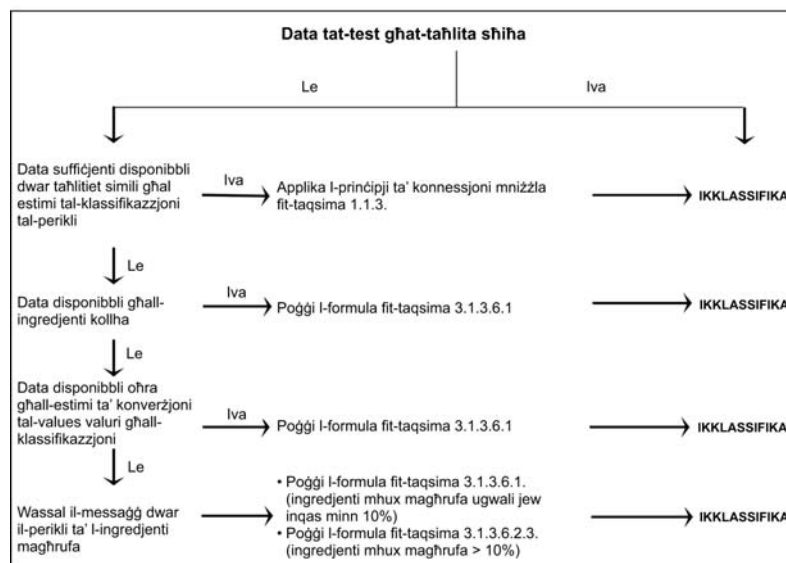 Data tat-test għat-taħlita sħiħa
Le
Iva
Data suffiċjenti disponibbli
dwar taħlitiet simili għal
estimi tal-klassifikazzjoni
tal-perikli
Iva
Applika l-prinċipji ta' konnessjoni mniżżla
fit-taqsima 1.1.3.
IKKLASSIFIKA
Le
Data disponibbli għall-
ingredjenti kollha
Iva
Poġġi l-formula fit-taqsima 3.1.3.6.1
IKKLASSIFIKA
Le
Data disponibbli oħra
għall-estimi ta' konverżjoni
tal-values valuri għall-
klassifikazzjoni
Iva
Poġġi l-formula fit-taqsima 3.1.3.6.1
IKKLASSIFIKA
Le
Wassal il-messaġġ dwar
il-perikli ta' l-ingredjenti
magħrufa
• Poġġi l-formula fit-taqsima 3.1.3.6.1.
(ingredjenti mhux magħrufa ugwali jew
inqas minn 10%)
• Poġġi l-formula fit-taqsima 3.1.3.6.2.3.
(ingredjenti mhux magħrufa > 10%)
IKKLASSIFIKA